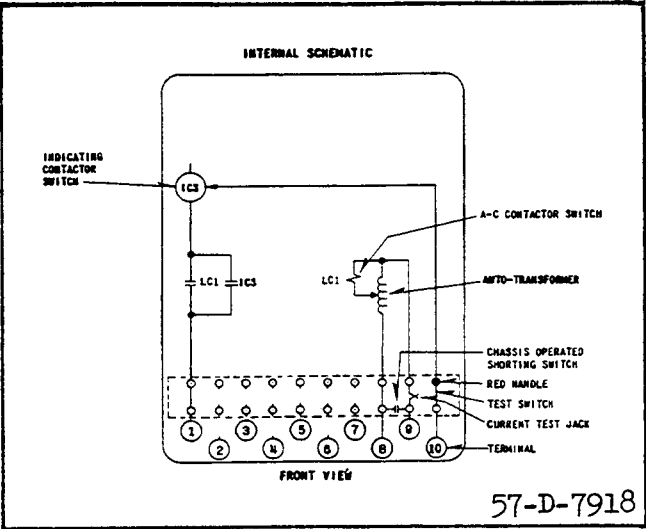 INTERNAL SCHEMATIC
INDICATING
CONTACTOR
SWITCH
ICS
A-C CONTACTOR SWITCH
LC1
ICS
LC1
AUTO-TRANSFORMER
CHASSIS OPERATED
SHORTING SWITCH
RED HANDLE
TEST SWITCH
CURRENT TEST JACK
1
3
5
7
9
2
4
6
8
10
TERMINAL
FRONT VIEW
57-D-7918